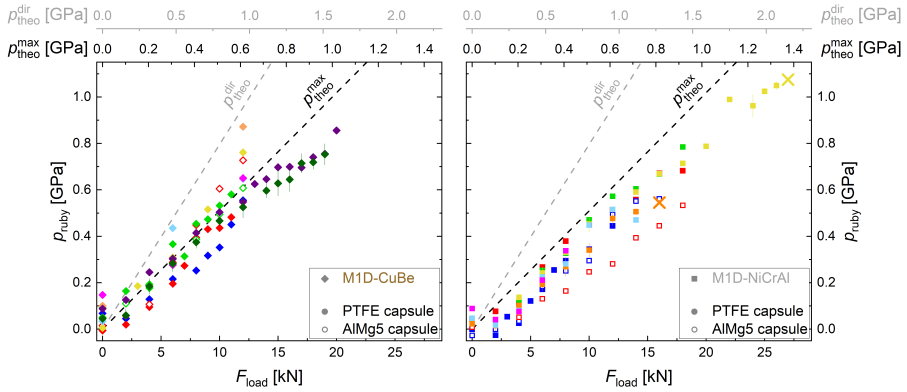 p_theo^dir [GPa] 0.0 0.5 1.0 1.5 2.0
p_theo^max [GPa] 0.0 0.2 0.4 0.6 0.8 1.0 1.2 1.4
0.0 0.5 1.0 1.5 2.0 p_theo^dir [GPa]
0.0 0.2 0.4 0.6 0.8 1.0 1.2 1.4 p_theo^max [GPa]
p_ruby [GPa]
1.0
0.8
0.6
0.4
0.2
0.0
p_theo^dir
p_theo^max
M1D-CuBe
PTFE capsule
AlMg5 capsule
0 5 10 15 20 25
F_load [kN]
p_theo^dir
p_theo^max
M1D-NiCrAl
PTFE capsule
AlMg5 capsule
0 5 10 15 20 25
F_load [kN]
1.0
0.8
0.6
0.4
0.2
0.0
p_ruby [GPa]